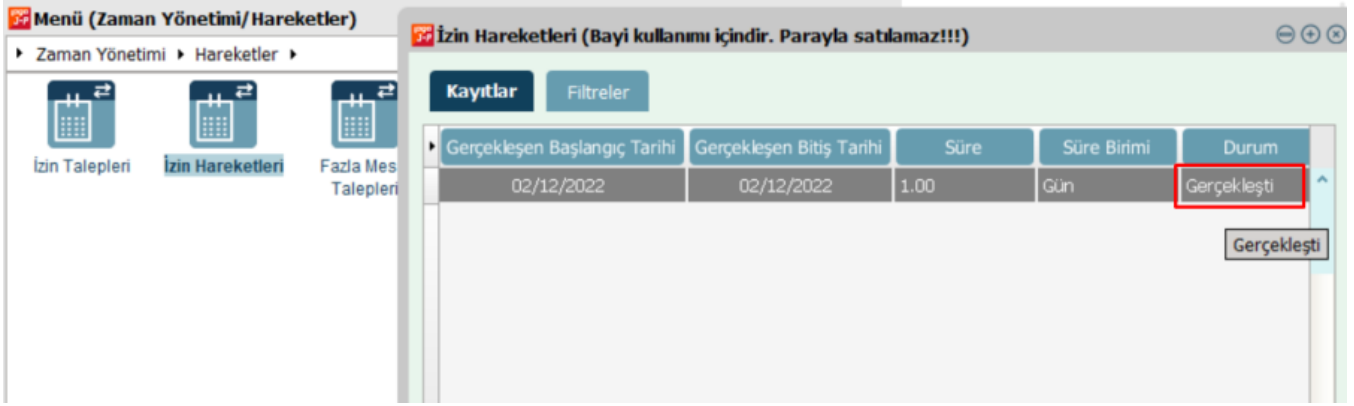 Menü (Zaman Yönetimi/Hareketler)
Zaman Yönetimi Hareketler
İzin Talepleri
İzin Hareketleri
Fazla Mes
Talepleri
İzin Hareketleri (Bayi kullanımı içindir. Parayla satılamaz!!!)
Kayıtlar Filtreler
Gerçekleşen Başlangıç Tarihi Gerçekleşen Bitiş Tarihi Süre Süre Birimi Durum
02/12/2022 02/12/2022 1.00 Gün Gerçekleşti
Gerçekleşti